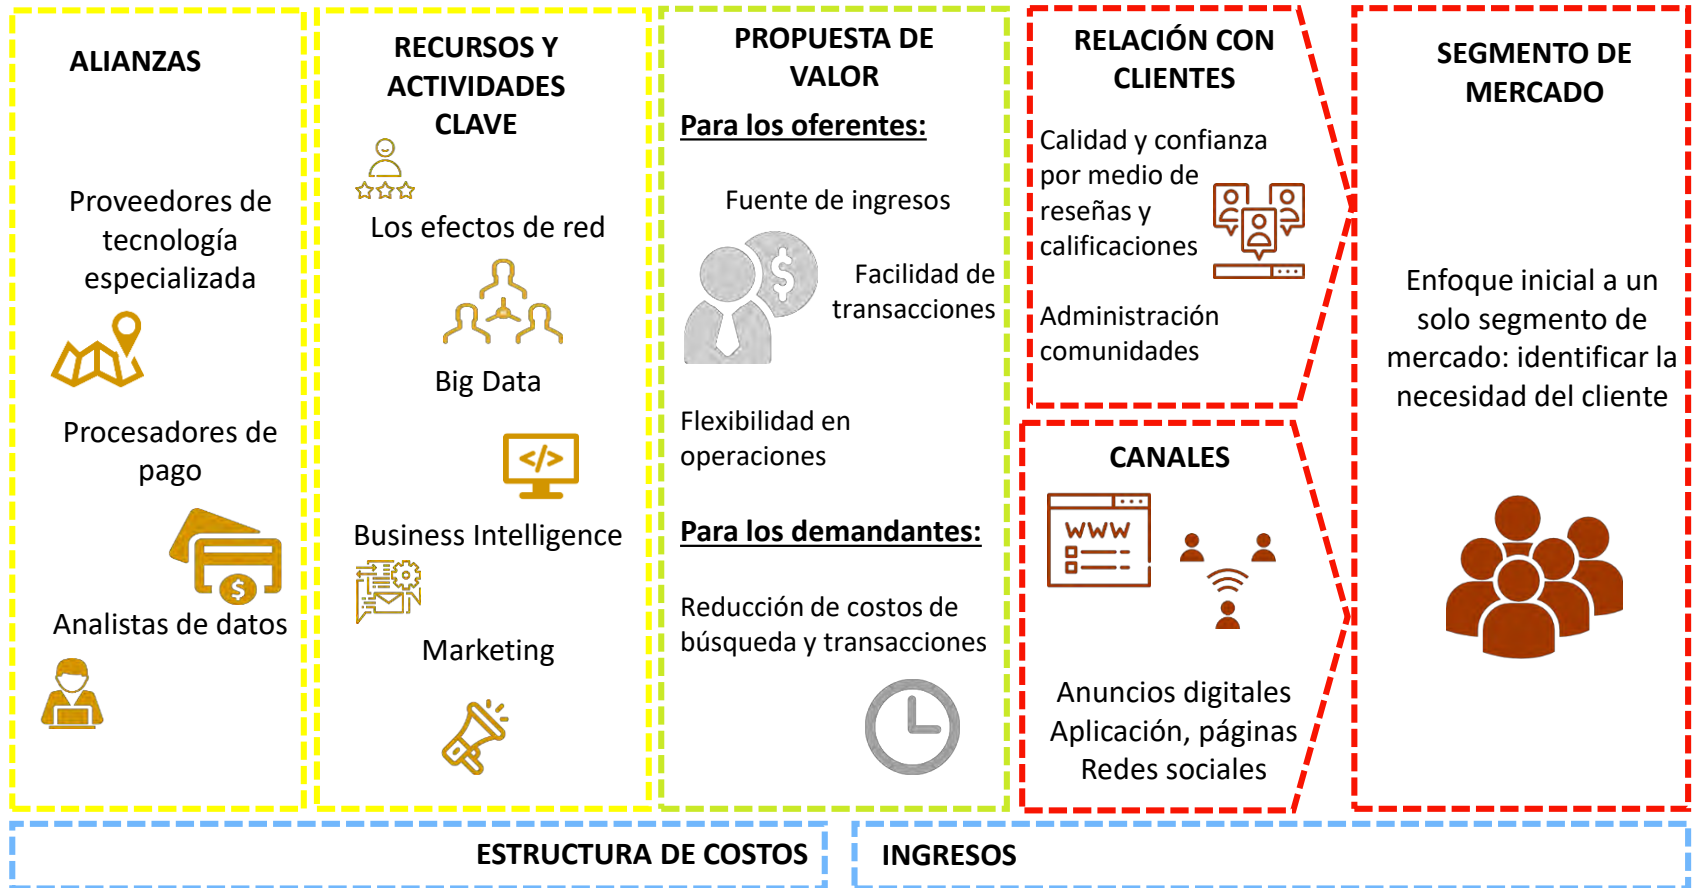 ALIANZAS
Proveedores de
tecnología
especializada
Procesadores de
pago
Analistas de datos
RECURSOS Y
ACTIVIDADES
CLAVE
Los efectos de red
Big Data
</>
Business Intelligence
Marketing
PROPUESTA DE
VALOR
Para los oferentes:
Fuente de ingresos
Facilidad de
transacciones
Flexibilidad en
operaciones
Para los demandantes:
Reducción de costos de
búsqueda y transacciones
RELACIÓN CON
CLIENTES
Calidad y confianza
por medio de
reseñas y
calificaciones
Administración
comunidades
CANALES
WWW
Anuncios digitales
Aplicación, páginas
Redes sociales
SEGMENTO DE
MERCADO
Enfoque inicial a un
solo segmento de
mercado: identificar la
necesidad del cliente
ESTRUCTURA DE COSTOS
INGRESOS